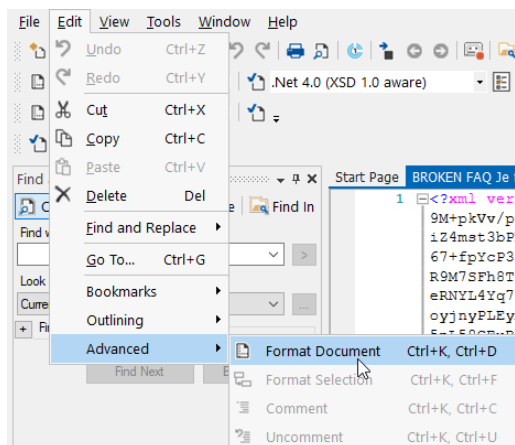 File Edit View Tools Window Help
Undo Ctrl+Z
Redo Ctrl+Y
.Net 4.0 (XSD 1.0 aware)
Cut Ctrl+X
Copy Ctrl+C
Paste Ctrl+V
Find
Start Page BROKEN FAQ Je
Delete Del
Find In
1 <?xml ver
9M+pkVv/p
Find and Replace
iZ4mst3bP
Go To... Ctrl+G
67+fpYcP3
Look
R9M7SFh8T
Bookmarks
eRNYL4Yq7
Outlining
oyjnyPLEy
Advanced
Format Document Ctrl+K, Ctrl+D
Find Next
Format Selection Ctrl+K, Ctrl+F
Comment Ctrl+K, Ctrl+C
Uncomment Ctrl+K, Ctrl+U